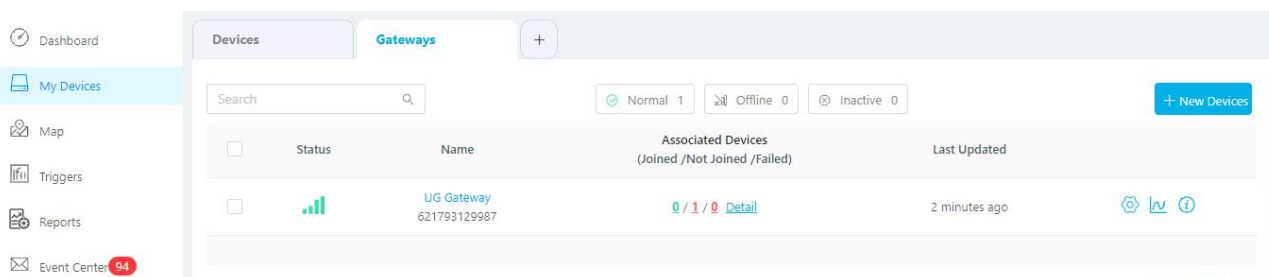 Dashboard
My Devices
Map
Triggers
Reports
Event Center 94
Devices
Gateways
+
Search
Normal 1
Offline 0
Inactive 0
+ New Devices
Status
Name
Associated Devices
(Joined /Not Joined /Failed)
Last Updated
UG Gateway
621793129987
0 / 1 / 0 Detail
2 minutes ago